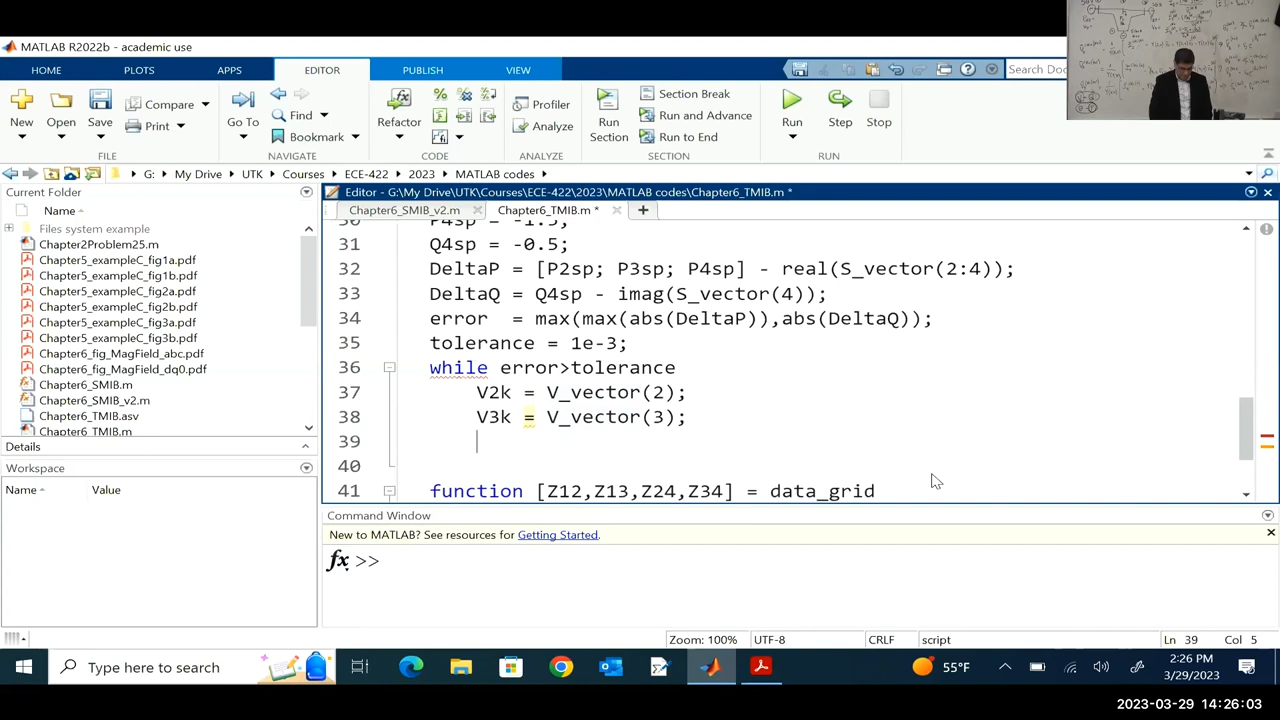 MATLAB R2022b - academic use
HOME PLOTS APPS EDITOR PUBLISH VIEW Search Doc
New Open Save Compare Print Go To Find Bookmark Refactor Profiler Analyze Run Section Section Break Run and Advance Run to End Run Step Stop
FILE NAVIGATE CODE ANALYZE SECTION RUN
G: My Drive UTK Courses ECE-422 2023 MATLAB codes
Current Folder
Name
Files system example
Chapter2Problem25.m
Chapter5_exampleC_fig1a.pdf
Chapter5_exampleC_fig1b.pdf
Chapter5_exampleC_fig2a.pdf
Chapter5_exampleC_fig2b.pdf
Chapter5_exampleC_fig3a.pdf
Chapter5_exampleC_fig3b.pdf
Chapter6_fig_MagField_abc.pdf
Chapter6_fig_MagField_dq0.pdf
Chapter6_SMIB.m
Chapter6_SMIB_v2.m
Chapter6_TMIB.asv
Chapter6_TMIB.m
Details
Workspace
Name Value
Editor - G:\My Drive\UTK\Courses\ECE-422\2023\MATLAB codes\Chapter6_TMIB.m *
Chapter6_SMIB_v2.m Chapter6_TMIB.m *
30 P4sp = -1.5;
31 Q4sp = -0.5;
32 DeltaP = [P2sp; P3sp; P4sp] - real(S_vector(2:4));
33 DeltaQ = Q4sp - imag(S_vector(4));
34 error = max(max(abs(DeltaP)),abs(DeltaQ));
35 tolerance = 1e-3;
36 while error>tolerance
37 V2k = V_vector(2);
38 V3k = V_vector(3);
39
40
41 function [Z12,Z13,Z24,Z34] = data_grid
Command Window
New to MATLAB? See resources for Getting Started.
fx >>
Zoom: 100% UTF-8 CRLF script Ln 39 Col 5
Type here to search
55°F
2:26 PM
3/29/2023
2023-03-29 14:26:03